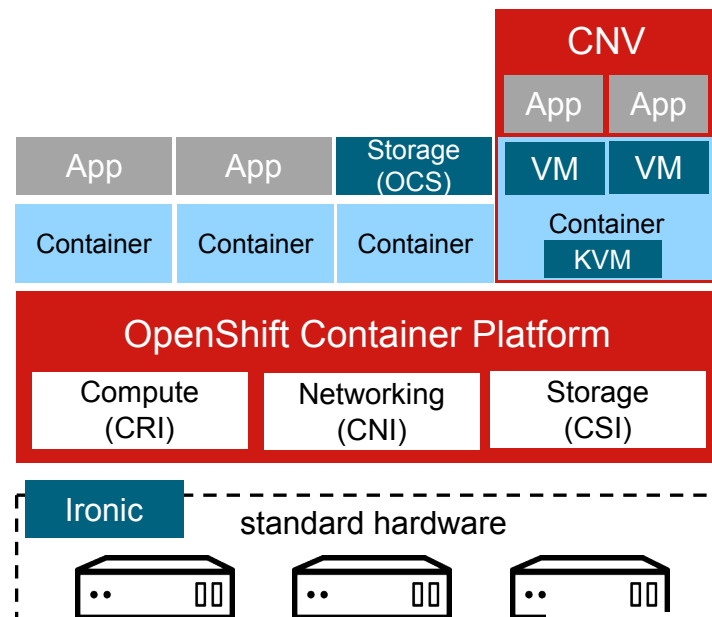 CNV
App App
App App Storage
(OCS)
VM VM
Container Container Container Container
KVM
OpenShift Container Platform
Compute
(CRI)
Networking
(CNI)
Storage
(CSI)
Ironic
standard hardware